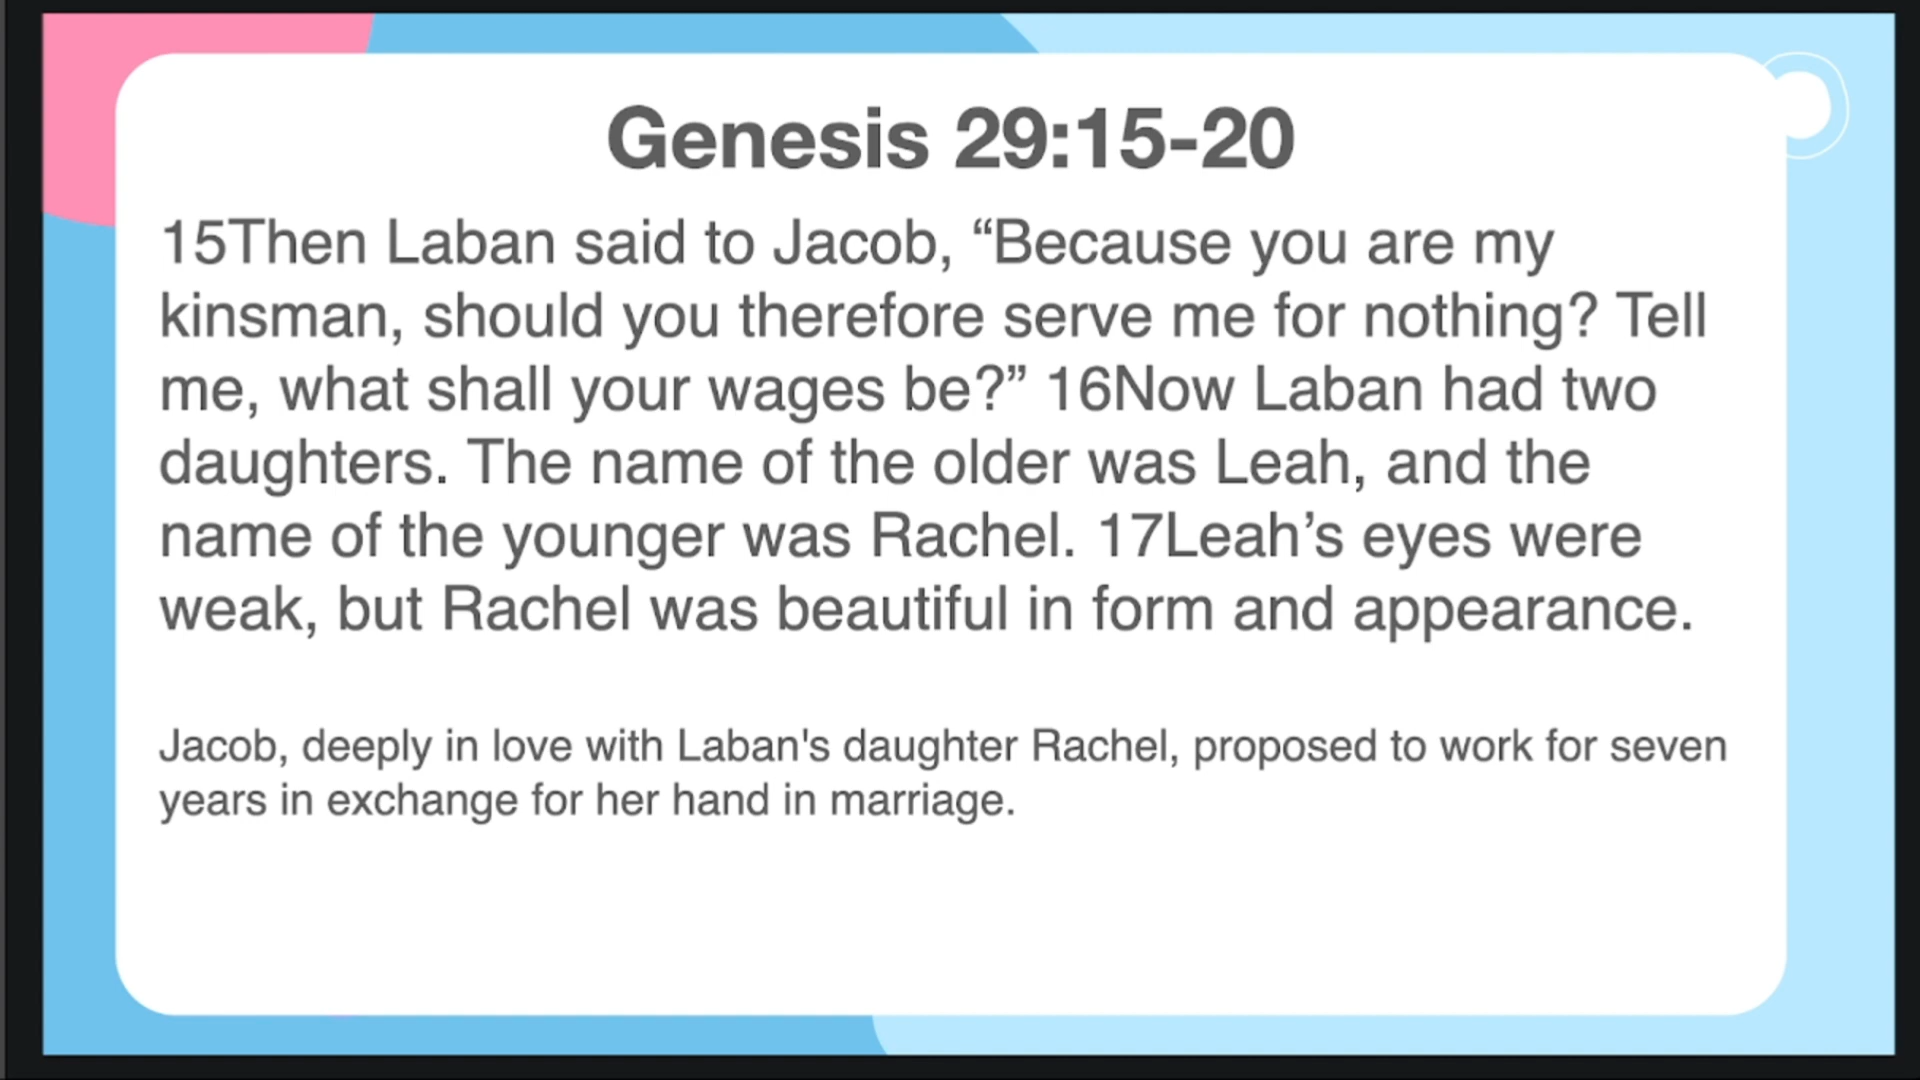 Genesis 29:15-20
15Then Laban said to Jacob, “Because you are my
kinsman, should you therefore serve me for nothing? Tell
me, what shall your wages be?” 16Now Laban had two
daughters. The name of the older was Leah, and the
name of the younger was Rachel. 17Leah’s eyes were
weak, but Rachel was beautiful in form and appearance.
Jacob, deeply in love with Laban's daughter Rachel, proposed to work for seven
years in exchange for her hand in marriage.